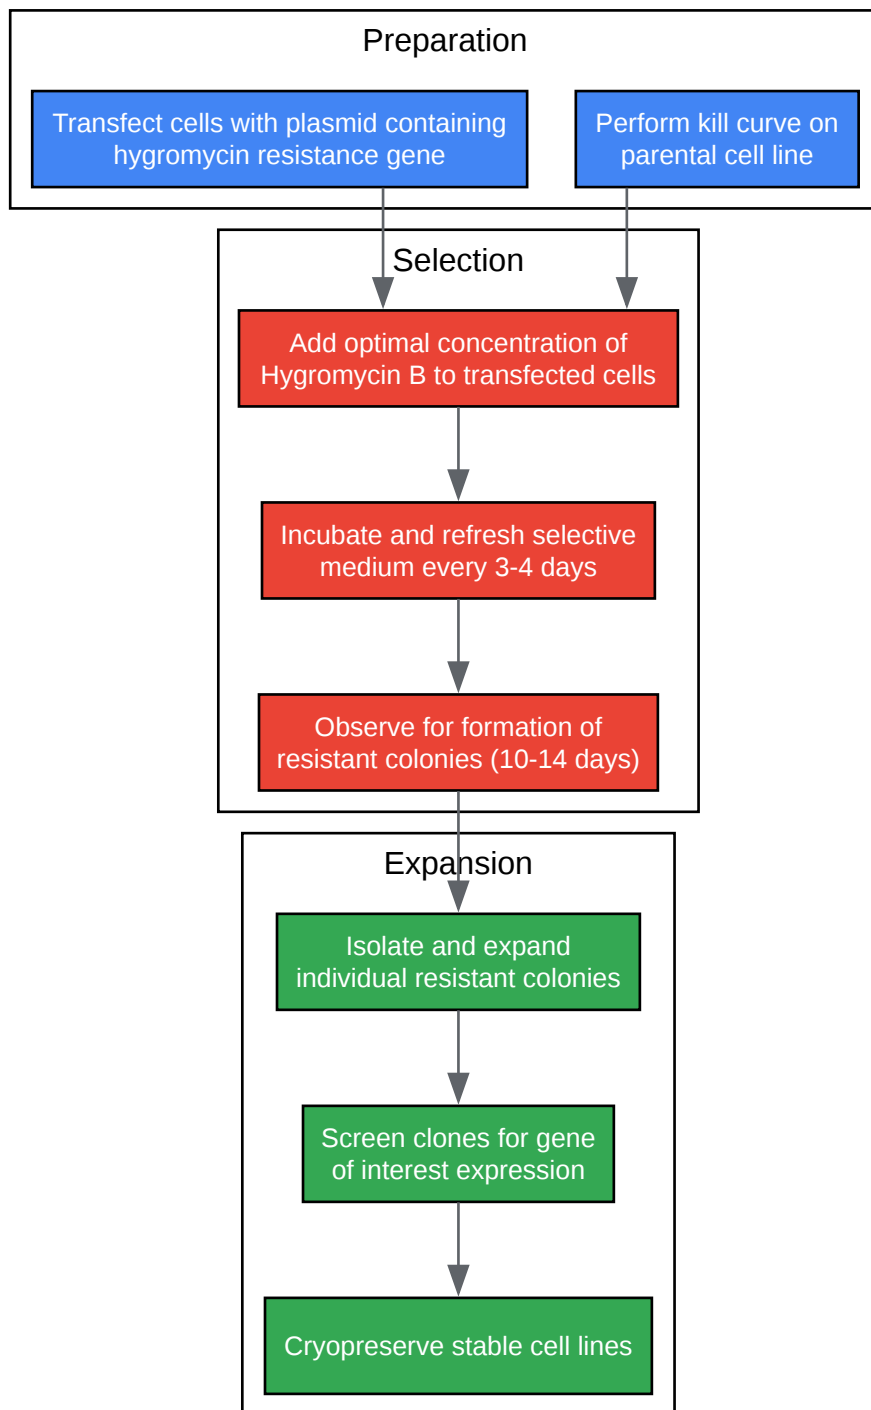 Preparation
Transfect cells with plasmid containing
hygromycin resistance gene
Perform kill curve on
parental cell line
Selection
Add optimal concentration of
Hygromycin B to transfected cells
Incubate and refresh selective
medium every 3-4 days
Observe for formation of
resistant colonies (10-14 days)
Expansion
Isolate and expand
individual resistant colonies
Screen clones for gene
of interest expression
Cryopreserve stable cell lines